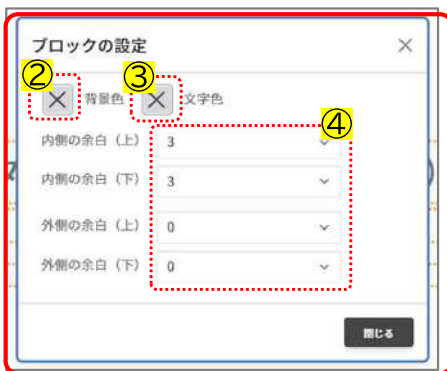 ブロックの設定
② 背景色 ③ 文字色
④
内側の余白（上） 3
内側の余白（下） 3
外側の余白（上） 0
外側の余白（下） 0
閉じる